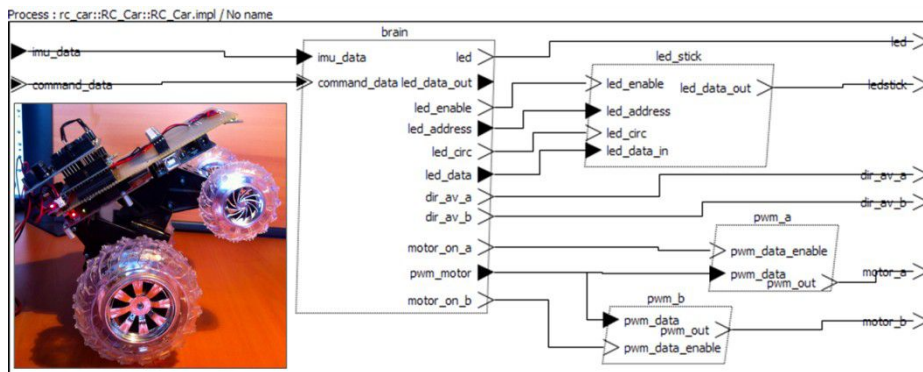 Process : rc_car::RC_Car::RC_Car.impl / No name
imu_data
command_data
brain
imu_data
command_data
led
led_data_out
led_enable
led_address
led_circ
led_data
dir_av_a
dir_av_b
motor_on_a
pwm_motor
motor_on_b
led_stick
led_enable
led_address
led_circ
led_data_in
led_data_out
pwm_a
pwm_data_enable
pwm_data
pwm_out
pwm_b
pwm_data
pwm_out
pwm_data_enable
led
ledstick
dir_av_a
dir_av_b
motor_a
motor_b